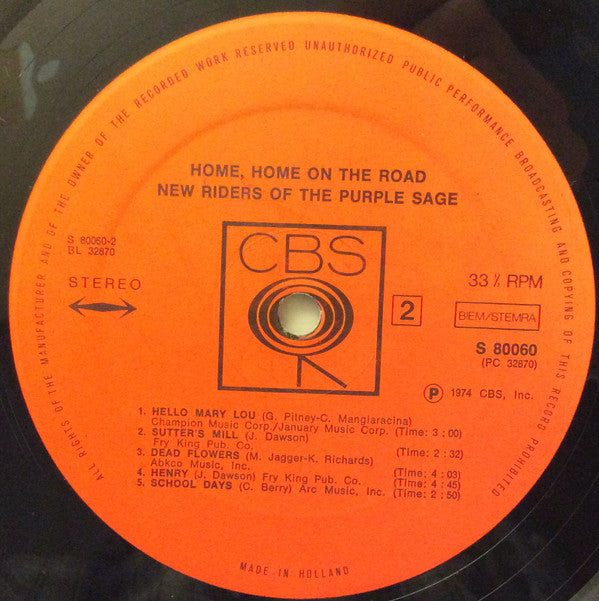 ALL RIGHTS OF THE MANUFACTURER AND OF THE OWNER OF THE RECORDED WORK RESERVED UNAUTHORIZED PUBLIC PERFORMANCE BROADCASTING AND COPYING OF THIS RECORD PROHIBITED
HOME, HOME ON THE ROAD
NEW RIDERS OF THE PURPLE SAGE
S 80060-2
BL 32870
STEREO
CBS
2
33⅓ RPM
BIEM/STEMRA
S 80060
(PC 32870)
Ⓟ 1974 CBS, Inc.
1. HELLO MARY LOU (G. Pitney-C. Mangiaracina)
Champion Music Corp./January Music Corp. (Time: 3 : 00)
2. SUTTER'S MILL (J. Dawson)
Fry King Pub. Co. (Time: 2 : 32)
3. DEAD FLOWERS (M. Jagger-K. Richards)
Abkco Music, Inc. (Time: 4 : 03)
4. HENRY (J. Dawson) Fry King Pub. Co. (Time: 4 : 45)
5. SCHOOL DAYS (C. Berry) Arc Music, Inc. (Time: 2 : 50)
MADE IN HOLLAND